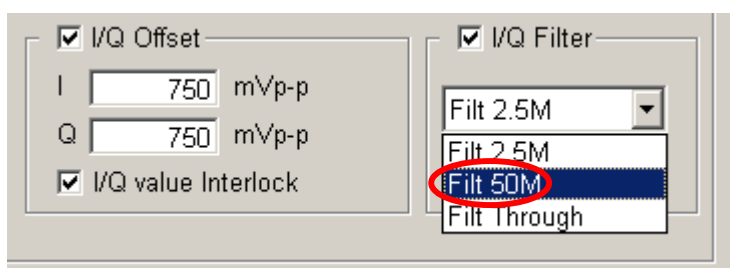 I/Q Offset
I 750 mVp-p
Q 750 mVp-p
I/Q value Interlock
I/Q Filter
Filt 2.5M
Filt 2.5M
Filt 50M
Filt Through